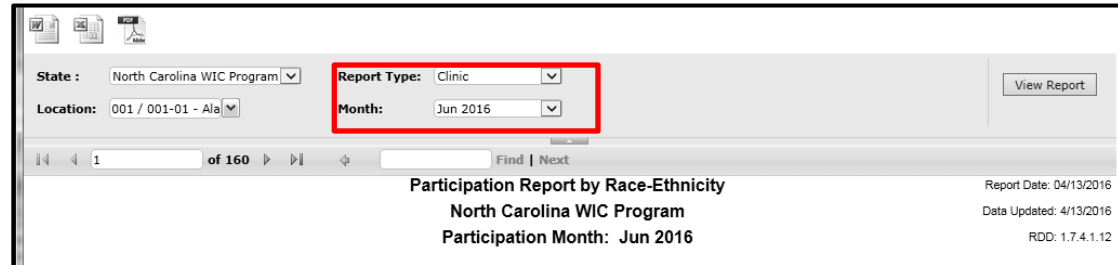 State : North Carolina WIC Program Report Type: Clinic View Report
Location: 001 / 001-01 - Ala Month: Jun 2016
1 of 160 Find | Next
Participation Report by Race-Ethnicity Report Date: 04/13/2016
North Carolina WIC Program Data Updated: 4/13/2016
Participation Month: Jun 2016 RDD: 1.7.4.1.12